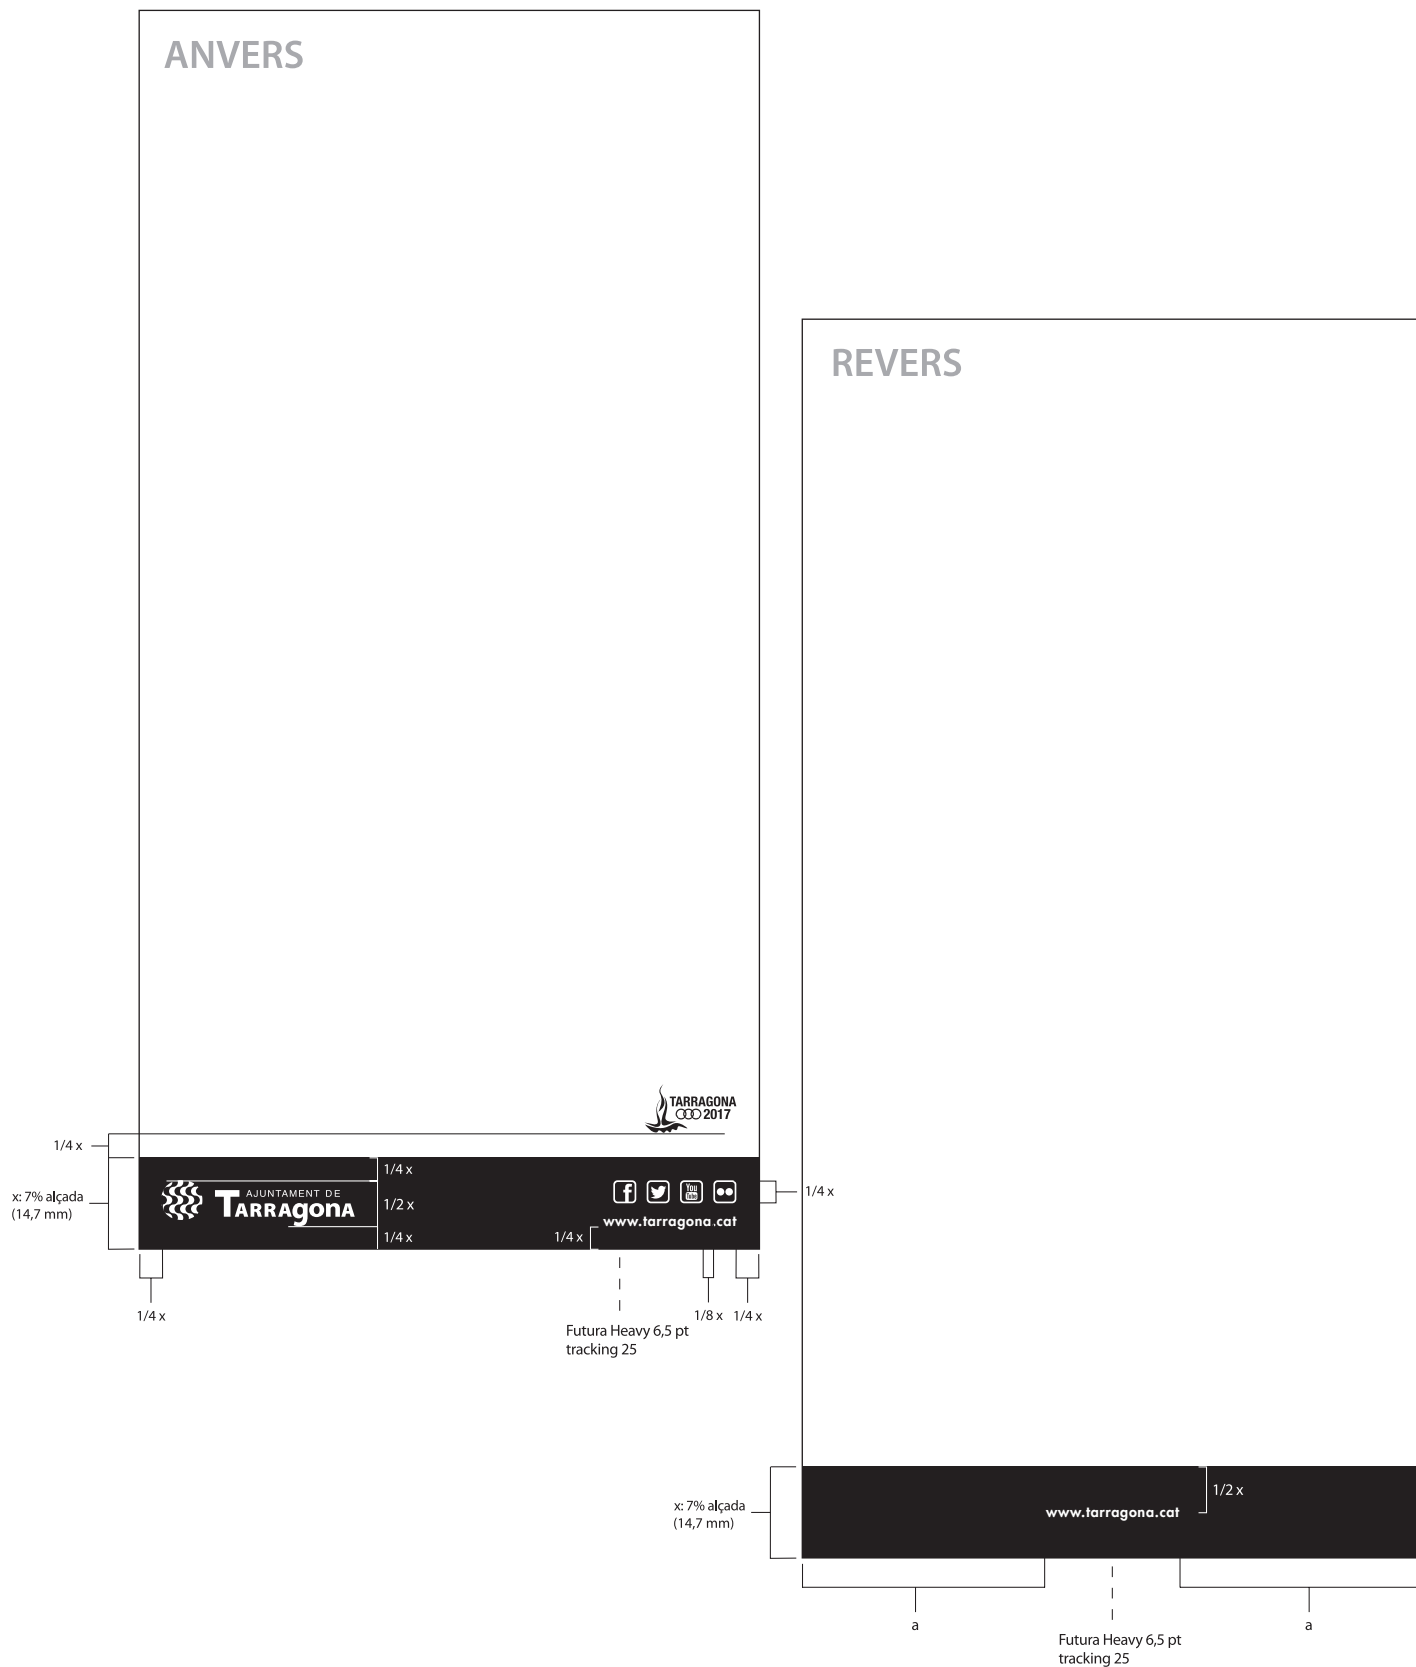 ANVERS
TARRAGONA
2017
1/4 x
x: 7% alçada
(14,7 mm)
AJUNTAMENT DE
TARRAgonA
1/4 x
1/2 x
1/4 x
You
Tube
www.tarragona.cat
1/4 x
1/4 x
1/4 x
1/8 x
1/4 x
Futura Heavy 6,5 pt
tracking 25
REVERS
x: 7% alçada
(14,7 mm)
www.tarragona.cat
1/2 x
a
a
Futura Heavy 6,5 pt
tracking 25